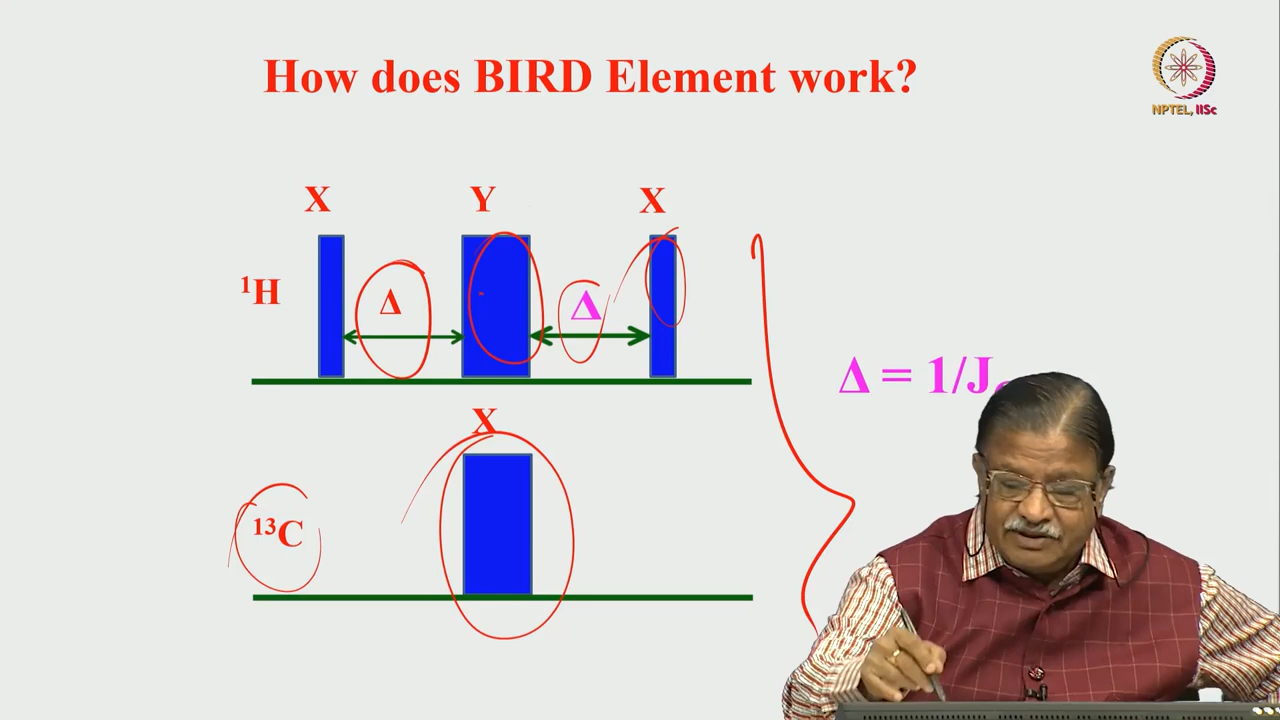 How does BIRD Element work?
NPTEL, IISc
X Y X
¹H Δ Δ
Δ = 1/J
X
¹³C